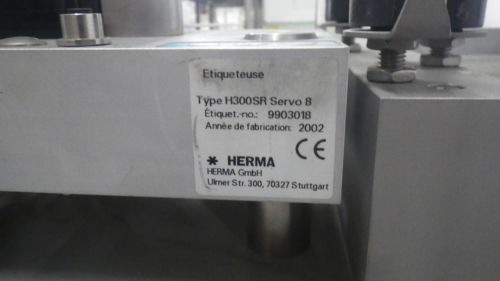 Etiqueteuse
Type H300SR Servo 8
Étiquet.-no.: 9903018
Année de fabrication: 2002
CE
HERMA
HERMA GmbH
Ulmer Str. 300, 70327 Stuttgart